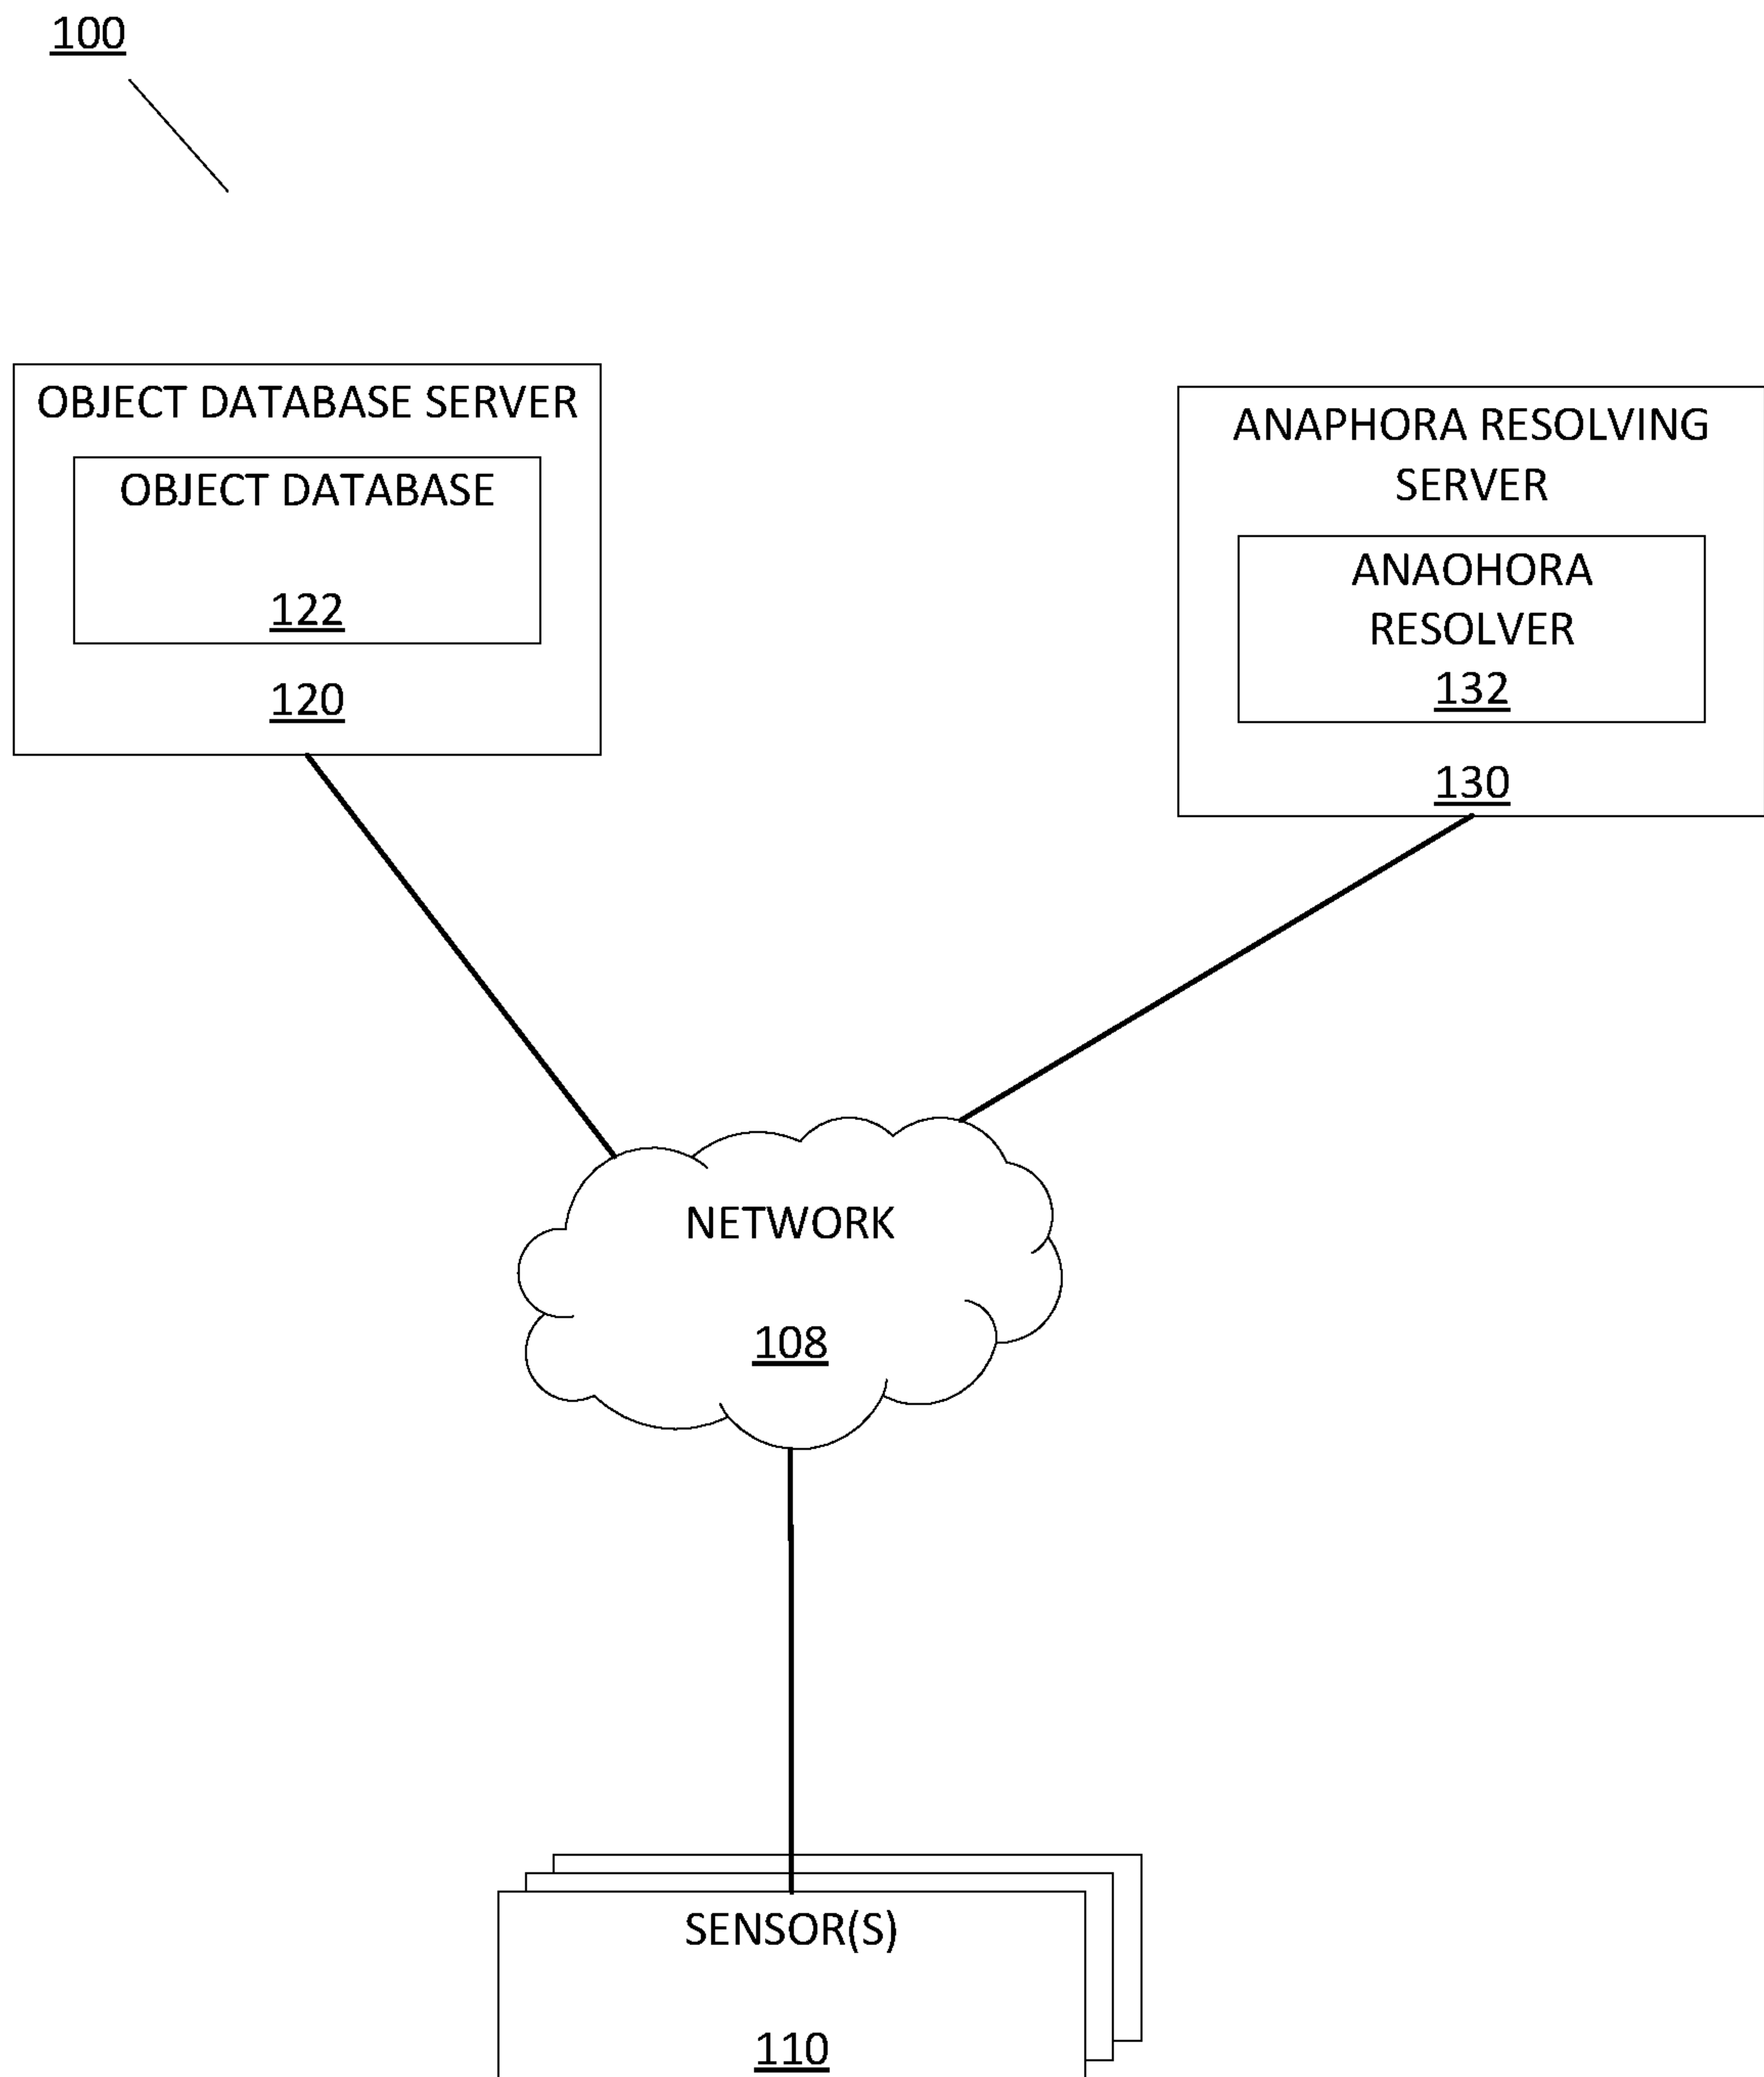 100
OBJECT DATABASE SERVER
OBJECT DATABASE
122
120
ANAPHORA RESOLVING
SERVER
ANAOHORA
RESOLVER
132
130
NETWORK
108
SENSOR(S)
110